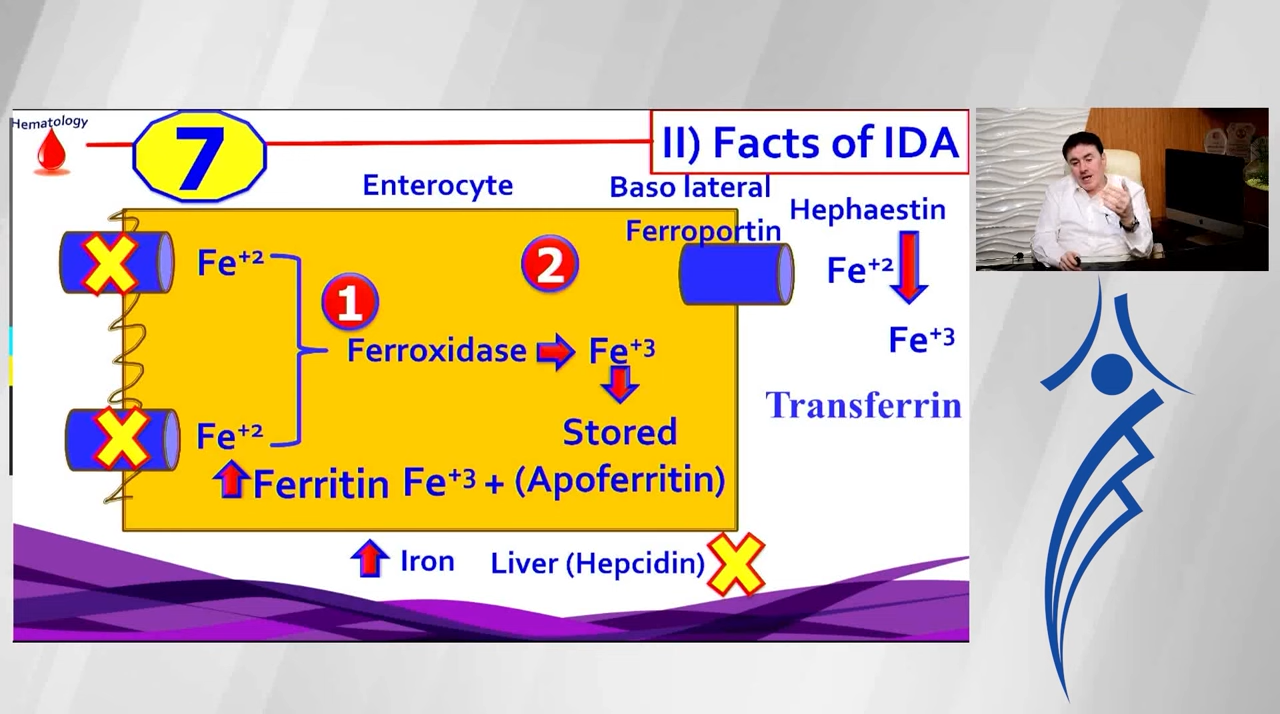 Hematology
7
II) Facts of IDA
Enterocyte
Baso lateral
Hephaestin
Ferroportin
Fe+2
2
Fe+2
1
Ferroxidase
Fe+3
Fe+3
Transferrin
Stored
Fe+2
Ferritin Fe+3 + (Apoferritin)
Iron Liver (Hepcidin)